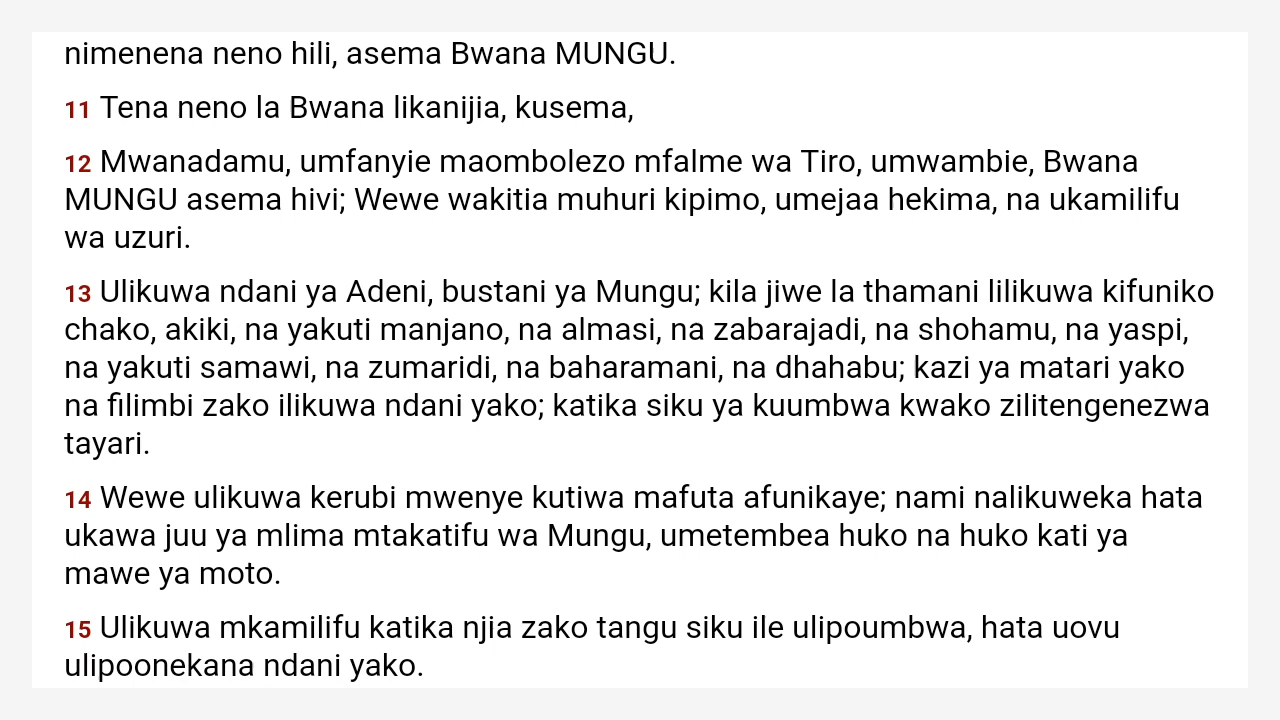 nimenena neno hili, asema Bwana MUNGU.
11 Tena neno la Bwana likanijia, kusema,
12 Mwanadamu, umfanyie maombolezo mfalme wa Tiro, umwambie, Bwana
MUNGU asema hivi; Wewe wakitia muhuri kipimo, umejaa hekima, na ukamilifu
wa uzuri.
13 Ulikuwa ndani ya Adeni, bustani ya Mungu; kila jiwe la thamani lilikuwa kifuniko
chako, akiki, na yakuti manjano, na almasi, na zabarajadi, na shohamu, na yaspi,
na yakuti samawi, na zumaridi, na baharamani, na dhahabu; kazi ya matari yako
na filimbi zako ilikuwa ndani yako; katika siku ya kuumbwa kwako zilitengenezwa
tayari.
14 Wewe ulikuwa kerubi mwenye kutiwa mafuta afunikaye; nami nalikuweka hata
ukawa juu ya mlima mtakatifu wa Mungu, umetembea huko na huko kati ya
mawe ya moto.
15 Ulikuwa mkamilifu katika njia zako tangu siku ile ulipoumbwa, hata uovu
ulipoonekana ndani yako.